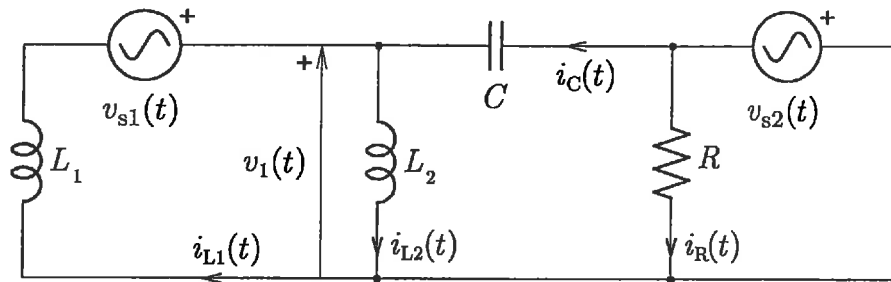 + +
v_s1(t) + i_C(t) v_s2(t)
C
L_1 v_1(t) L_2 R
i_L1(t) i_L2(t) i_R(t)